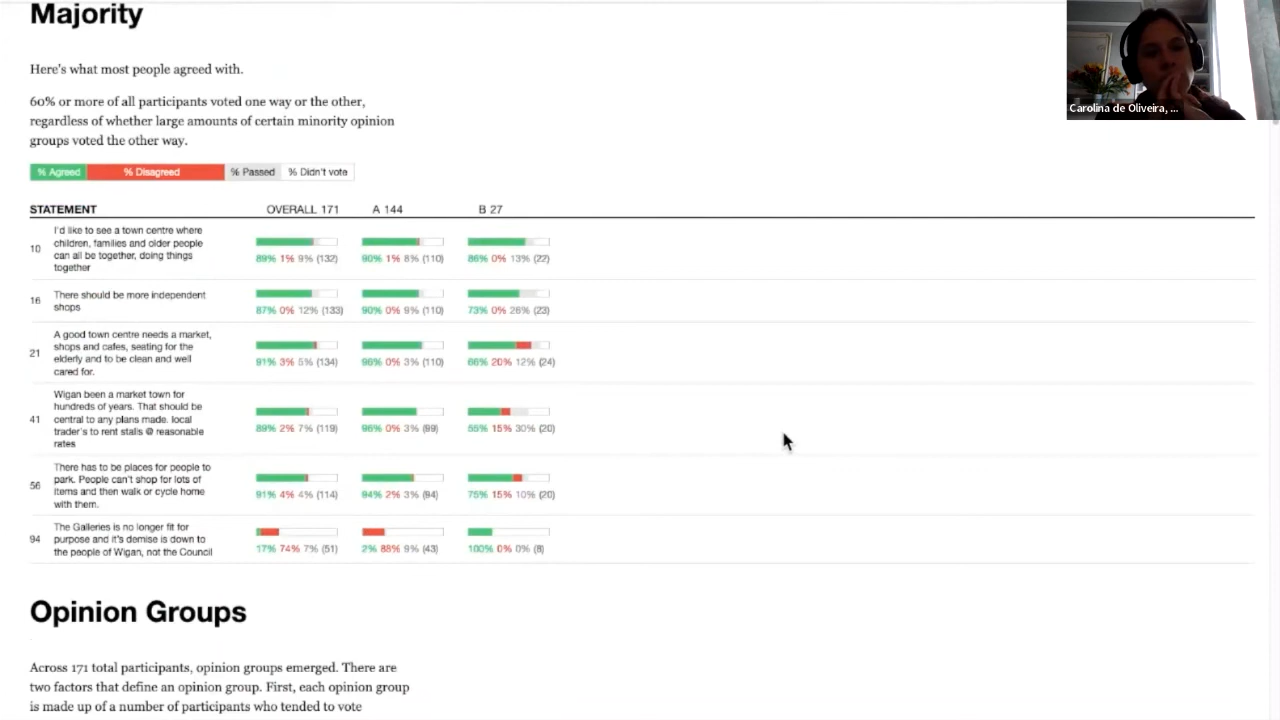 Majority
Here's what most people agreed with.
60% or more of all participants voted one way or the other,
regardless of whether large amounts of certain minority opinion
groups voted the other way.
% Agreed % Disagreed % Passed % Didn't vote
STATEMENT OVERALL 171 A 144 B 27
10
I'd like to see a town centre where
children, families and older people
can all be together, doing things
together
89% 1% 9% (132) 90% 1% 8% (110) 86% 0% 13% (22)
16
There should be more independent
shops
87% 0% 12% (133) 90% 0% 9% (110) 73% 0% 26% (23)
21
A good town centre needs a market,
shops and cafes, seating for the
elderly and to be clean and well
cared for.
91% 3% 5% (134) 96% 0% 3% (110) 66% 20% 12% (24)
41
Wigan been a market town for
hundreds of years. That should be
central to any plans made. local
trader's to rent stalls @ reasonable
rates
89% 2% 7% (119) 96% 0% 3% (99) 55% 15% 30% (20)
56
There has to be places for people to
park. People can't shop for lots of
items and then walk or cycle home
with them.
91% 4% 4% (114) 94% 2% 3% (94) 75% 15% 10% (20)
94
The Galleries is no longer fit for
purpose and it's demise is down to
the people of Wigan, not the Council
17% 74% 7% (51) 2% 88% 9% (43) 100% 0% 0% (8)
Opinion Groups
Across 171 total participants, opinion groups emerged. There are
two factors that define an opinion group. First, each opinion group
is made up of a number of participants who tended to vote
Carolina de Oliveira, ...